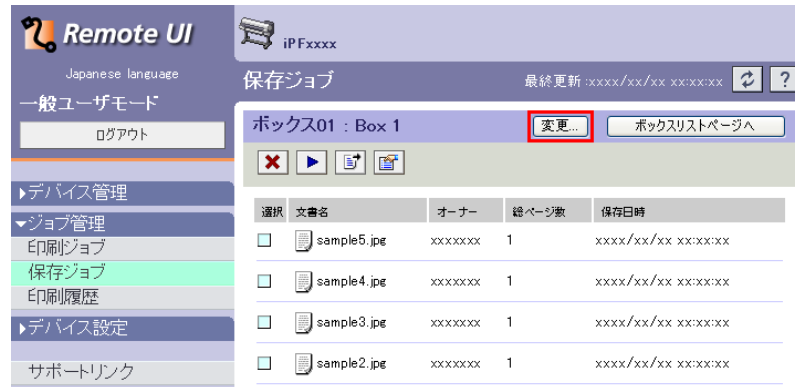 Remote UI
Japanese language
一般ユーザモード
ログアウト
▶デバイス管理
▼ジョブ管理
印刷ジョブ
保存ジョブ
印刷履歴
▶デバイス設定
サポートリンク
iPFxxxx
保存ジョブ
最終更新 :xxxx/xx/xx xx:xx:xx ?
ボックス01 : Box 1 変更... ボックスリストページへ
選択 文書名 オーナー 総ページ数 保存日時
sample5.jpg xxxxxxx 1 xxxx/xx/xx xx:xx:xx
sample4.jpg xxxxxxx 1 xxxx/xx/xx xx:xx:xx
sample3.jpg xxxxxxx 1 xxxx/xx/xx xx:xx:xx
sample2.jpg xxxxxxx 1 xxxx/xx/xx xx:xx:xx